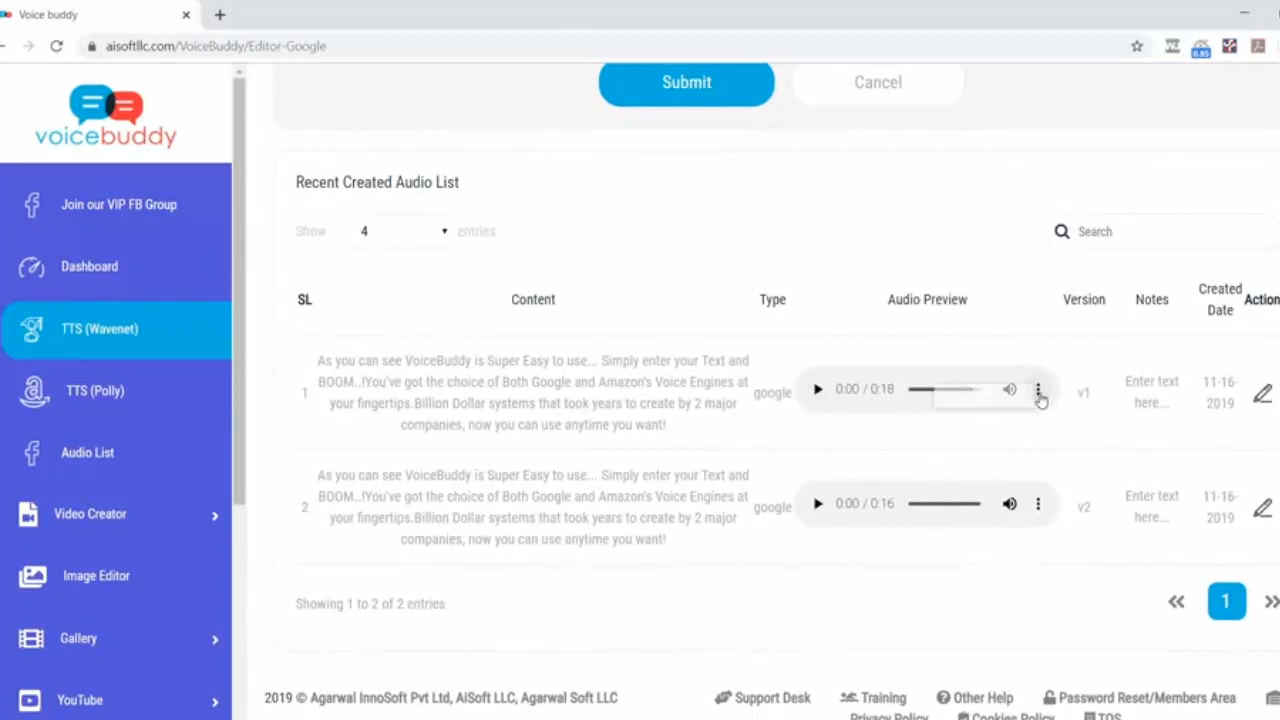 Voice buddy
aisoftllc.com/VoiceBuddy/Editor-Google
0.85
voicebuddy
Submit
Cancel
Join our VIP FB Group
Dashboard
TTS (Wavenet)
TTS (Polly)
Audio List
Video Creator
Image Editor
Gallery
YouTube
Recent Created Audio List
Show 4 entries
Search
SL Content Type Audio Preview Version Notes Created Date Action
1
As you can see VoiceBuddy is Super Easy to use... Simply enter your Text and
BOOM..!You've got the choice of Both Google and Amazon's Voice Engines at
your fingertips.Billion Dollar systems that took years to create by 2 major
companies, now you can use anytime you want!
google
0:00 / 0:18
v1
Enter text
here...
11-16-
2019
2
As you can see VoiceBuddy is Super Easy to use... Simply enter your Text and
BOOM..!You've got the choice of Both Google and Amazon's Voice Engines at
your fingertips.Billion Dollar systems that took years to create by 2 major
companies, now you can use anytime you want!
google
0:00 / 0:16
v2
Enter text
here...
11-16-
2019
Showing 1 to 2 of 2 entries
1
2019 © Agarwal InnoSoft Pvt Ltd, AiSoft LLC, Agarwal Soft LLC
Support Desk Training Other Help Password Reset/Members Area
Privacy Policy Cookies Policy TOS